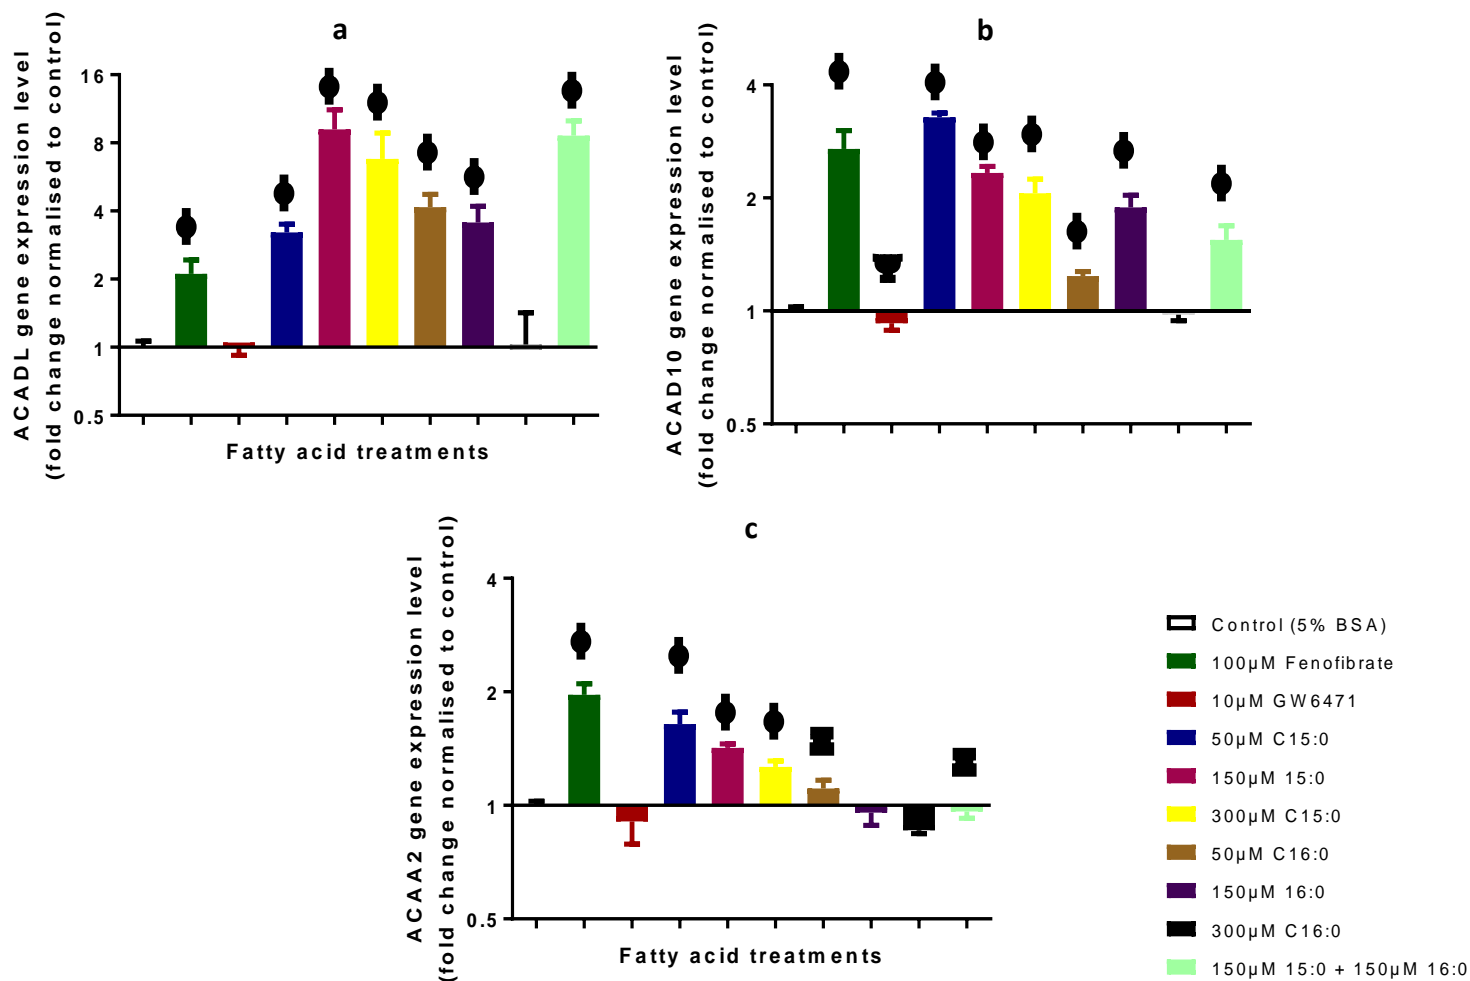 a
ACADL gene expression level
(fold change normalised to control)
16
8
4
2
1
0.5
Fatty acid treatments
b
ACAD10 gene expression level
(fold change normalised to control)
4
2
1
0.5
c
ACAA2 gene expression level
(fold change normalised to control)
4
2
1
0.5
Fatty acid treatments
Control (5% BSA)
100µM Fenofibrate
10µM GW6471
50µM C15:0
150µM 15:0
300µM C15:0
50µM C16:0
150µM 16:0
300µM C16:0
150µM 15:0 + 150µM 16:0